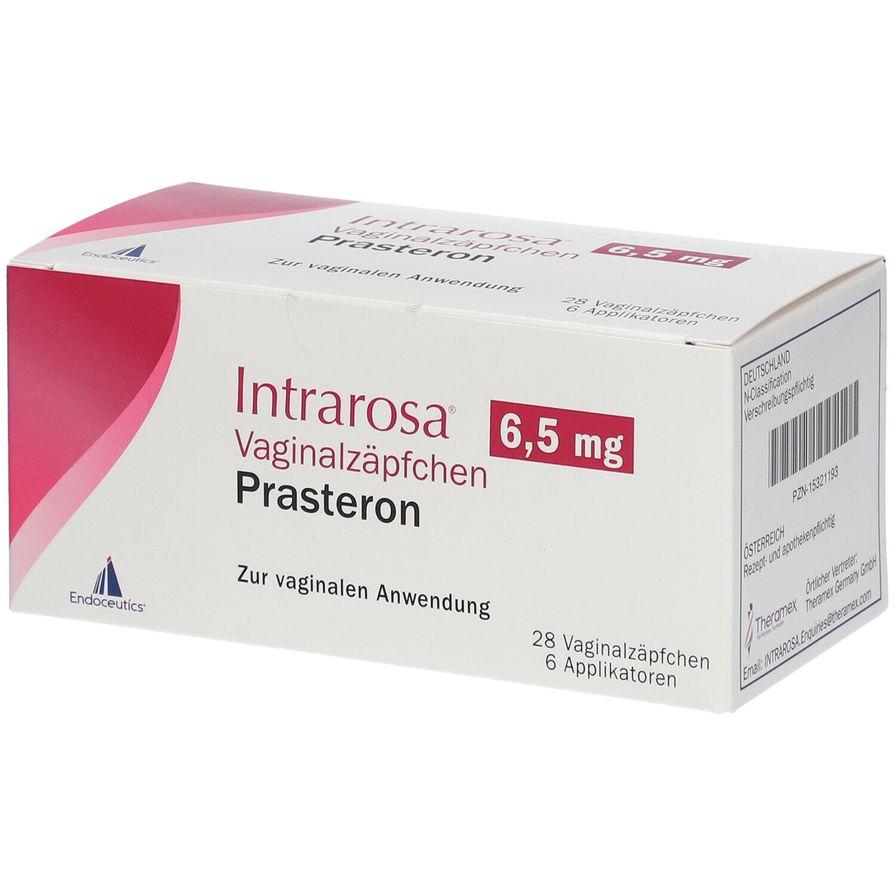 Endoceutics®
Intrarosa®
Vaginalzäpfchen
Prasteron
6,5 mg
Zur vaginalen Anwendung
28 Vaginalzäpfchen
6 Applikatoren
Intrarosa®
Vaginalzäpfchen
Prasteron
6,5 mg
Zur vaginalen Anwendung
Endoceutics®
28 Vaginalzäpfchen
6 Applikatoren
DEUTSCHLAND
N-Classification
Verschreibungspflichtig
PZN-15321193
ÖSTERREICH
Rezept- und apothekenpflichtig
Örtlicher Vertreter:
Theramex Germany GmbH
Theramex
Email: INTRAROSA.Enquiries@theramex.com